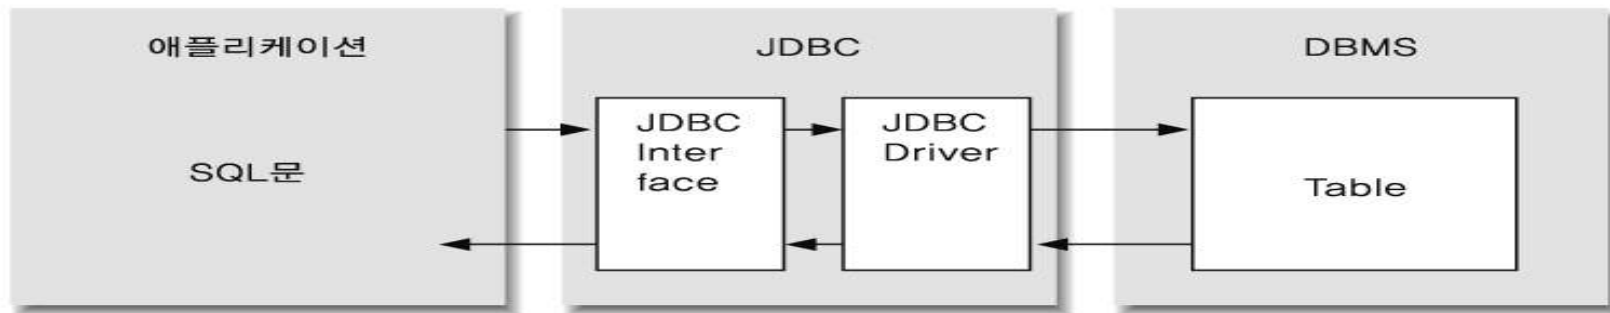 애플리케이션
SQL문
JDBC
JDBC
Inter
face
JDBC
Driver
DBMS
Table